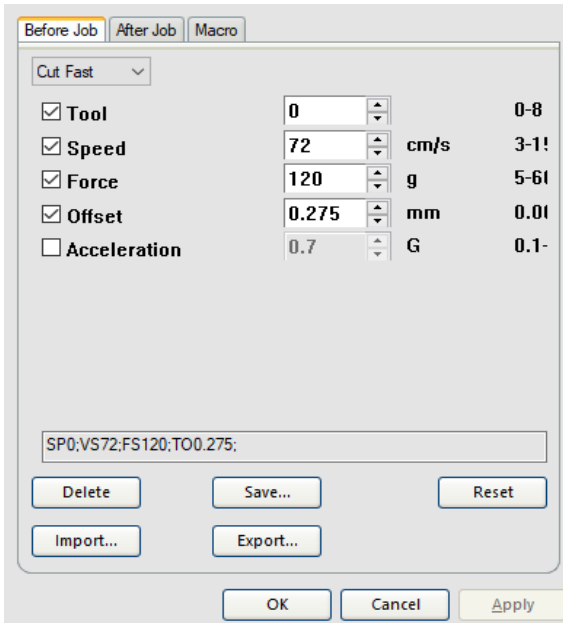 Before Job After Job Macro
Cut Fast
Tool 0 0-8
Speed 72 cm/s
Force 120 g
Offset 0.275 mm
Acceleration 0.7 G
SP0;VS72;FS120;TO0.275;
Delete Save... Reset
Import... Export...
OK Cancel Apply